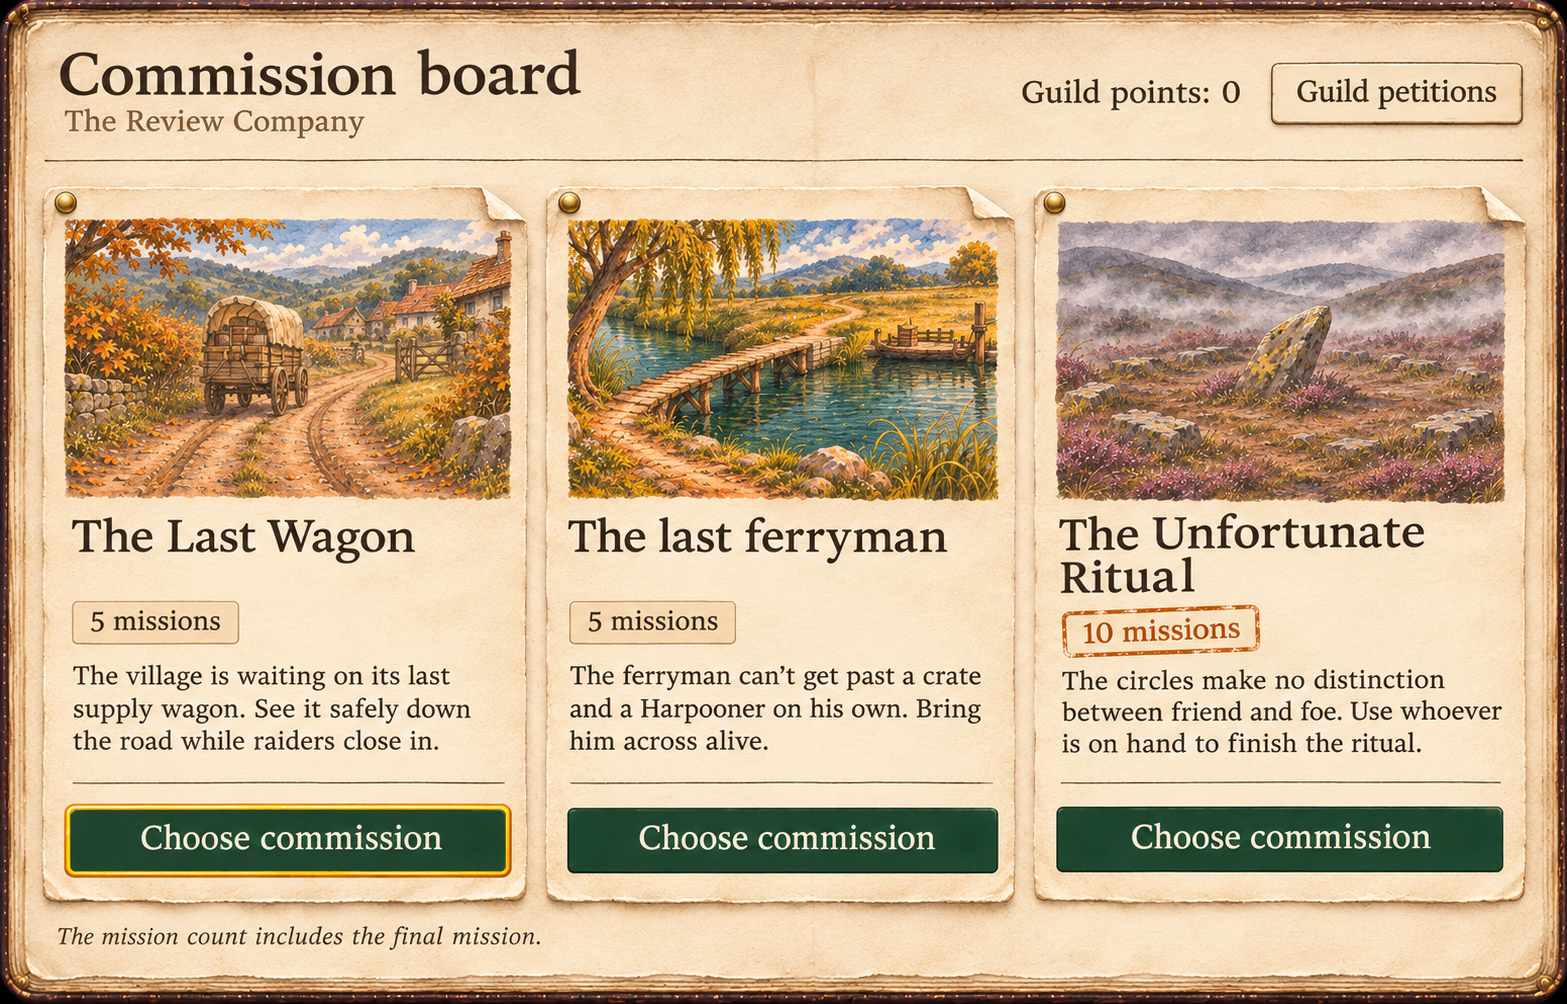 Commission board
The Review Company
Guild points: 0
Guild petitions
The Last Wagon
5 missions
The village is waiting on its last
supply wagon. See it safely down
the road while raiders close in.
Choose commission
The last ferryman
5 missions
The ferryman can’t get past a crate
and a Harpooner on his own. Bring
him across alive.
Choose commission
The Unfortunate
Ritual
10 missions
The circles make no distinction
between friend and foe. Use whoever
is on hand to finish the ritual.
Choose commission
The mission count includes the final mission.